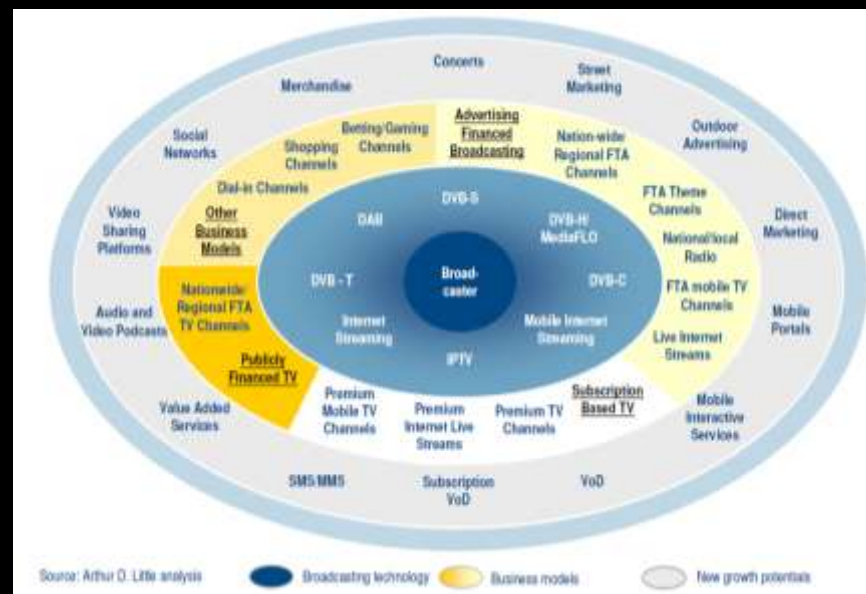 Concerts
Merchandise
Street
Marketing
Social
Networks
Outdoor
Advertising
Video
Sharing
Platforms
Direct
Marketing
Audio and
Video Podcasts
Mobile
Portals
Value Added
Services
Mobile
Interactive
Services
SMS/MMS
Subscription
VoD
VoD
Betting/Gaming
Channels
Shopping
Channels
Dial-in Channels
Other
Business
Models
Advertising
Financed
Broadcasting
Nation-wide
Regional FTA
Channels
FTA Theme
Channels
National/local
Radio
FTA mobile TV
Channels
Live Internet
Streams
Nationwide/
Regional FTA
TV Channels
Publicly
Financed TV
Premium
Mobile TV
Channels
Premium
Internet Live
Streams
Premium TV
Channels
Subscription
Based TV
DVB-S
DAB
DVB-H/
MediaFLO
DVB - T
DVB-C
Internet
Streaming
Mobile Internet
Streaming
IPTV
Broad-
caster
Source: Arthur D. Little analysis
Broadcasting technology
Business models
New growth potentials